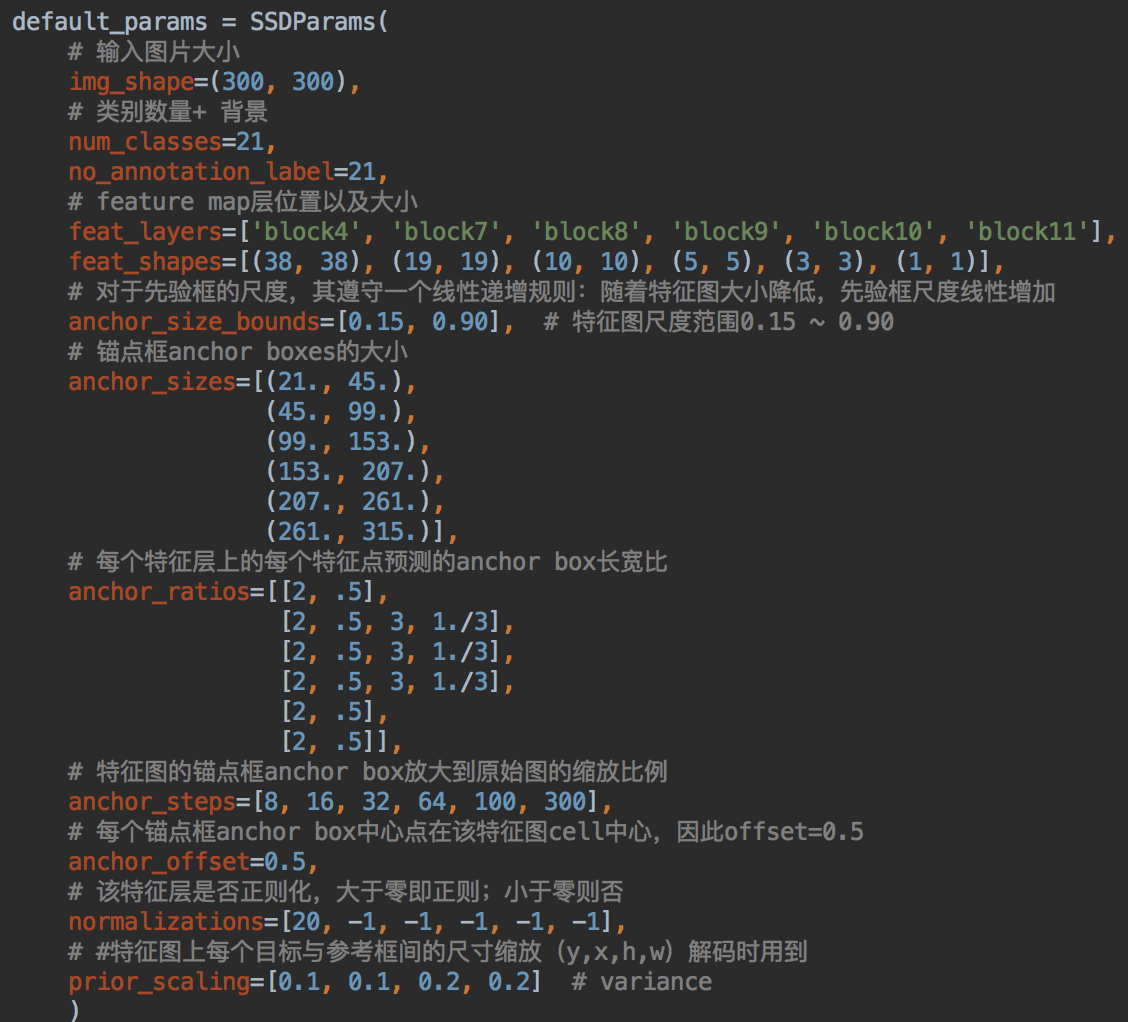 default_params = SSDParams(
    # 输入图片大小
    img_shape=(300, 300),
    # 类别数量+ 背景
    num_classes=21,
    no_annotation_label=21,
    # feature map层位置以及大小
    feat_layers=['block4', 'block7', 'block8', 'block9', 'block10', 'block11'],
    feat_shapes=[(38, 38), (19, 19), (10, 10), (5, 5), (3, 3), (1, 1)],
    # 对于先验框的尺度，其遵守一个线性递增规则：随着特征图大小降低，先验框尺度线性增加
    anchor_size_bounds=[0.15, 0.90],  # 特征图尺度范围0.15 ~ 0.90
    # 锚点框anchor boxes的大小
    anchor_sizes=[(21., 45.),
                  (45., 99.),
                  (99., 153.),
                  (153., 207.),
                  (207., 261.),
                  (261., 315.)],
    # 每个特征层上的每个特征点预测的anchor box长宽比
    anchor_ratios=[[2, .5],
                   [2, .5, 3, 1./3],
                   [2, .5, 3, 1./3],
                   [2, .5, 3, 1./3],
                   [2, .5],
                   [2, .5]],
    # 特征图的锚点框anchor box放大到原始图的缩放比例
    anchor_steps=[8, 16, 32, 64, 100, 300],
    # 每个锚点框anchor box中心点在该特征图cell中心，因此offset=0.5
    anchor_offset=0.5,
    # 该特征层是否正则化，大于零即正则；小于零则否
    normalizations=[20, -1, -1, -1, -1, -1],
    # #特征图上每个目标与参考框间的尺寸缩放（y,x,h,w）解码时用到
    prior_scaling=[0.1, 0.1, 0.2, 0.2]  # variance
    )